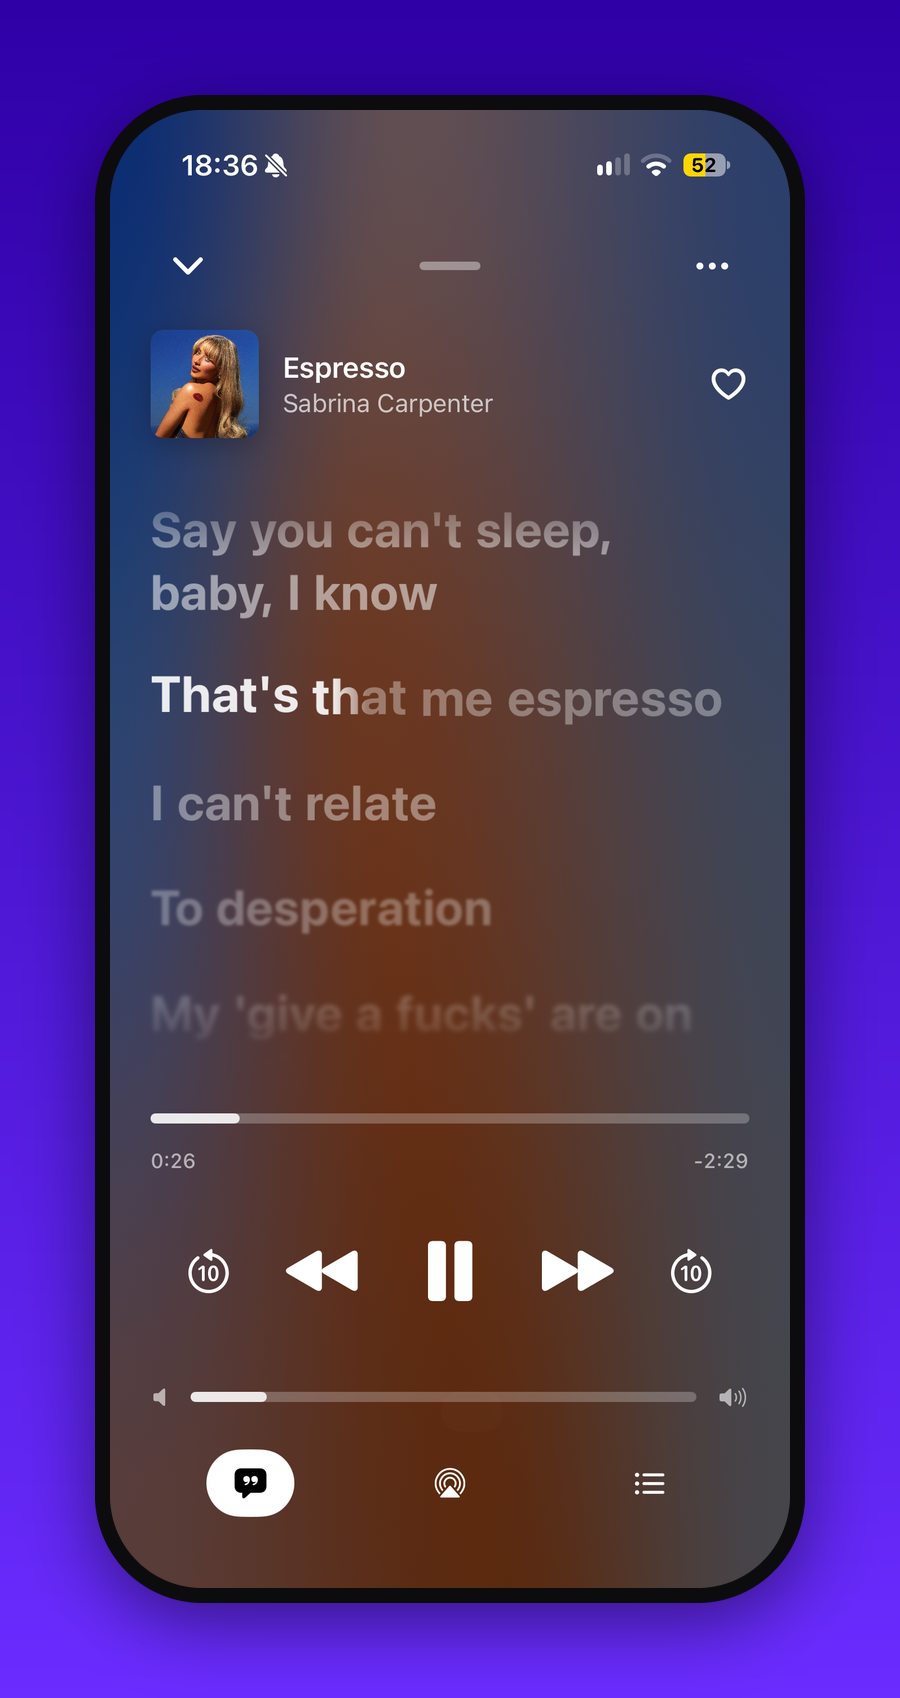 18:36
52
Espresso
Sabrina Carpenter
Say you can't sleep,
baby, I know
That's that me espresso
I can't relate
To desperation
My 'give a fucks' are on
0:26
-2:29
10
10